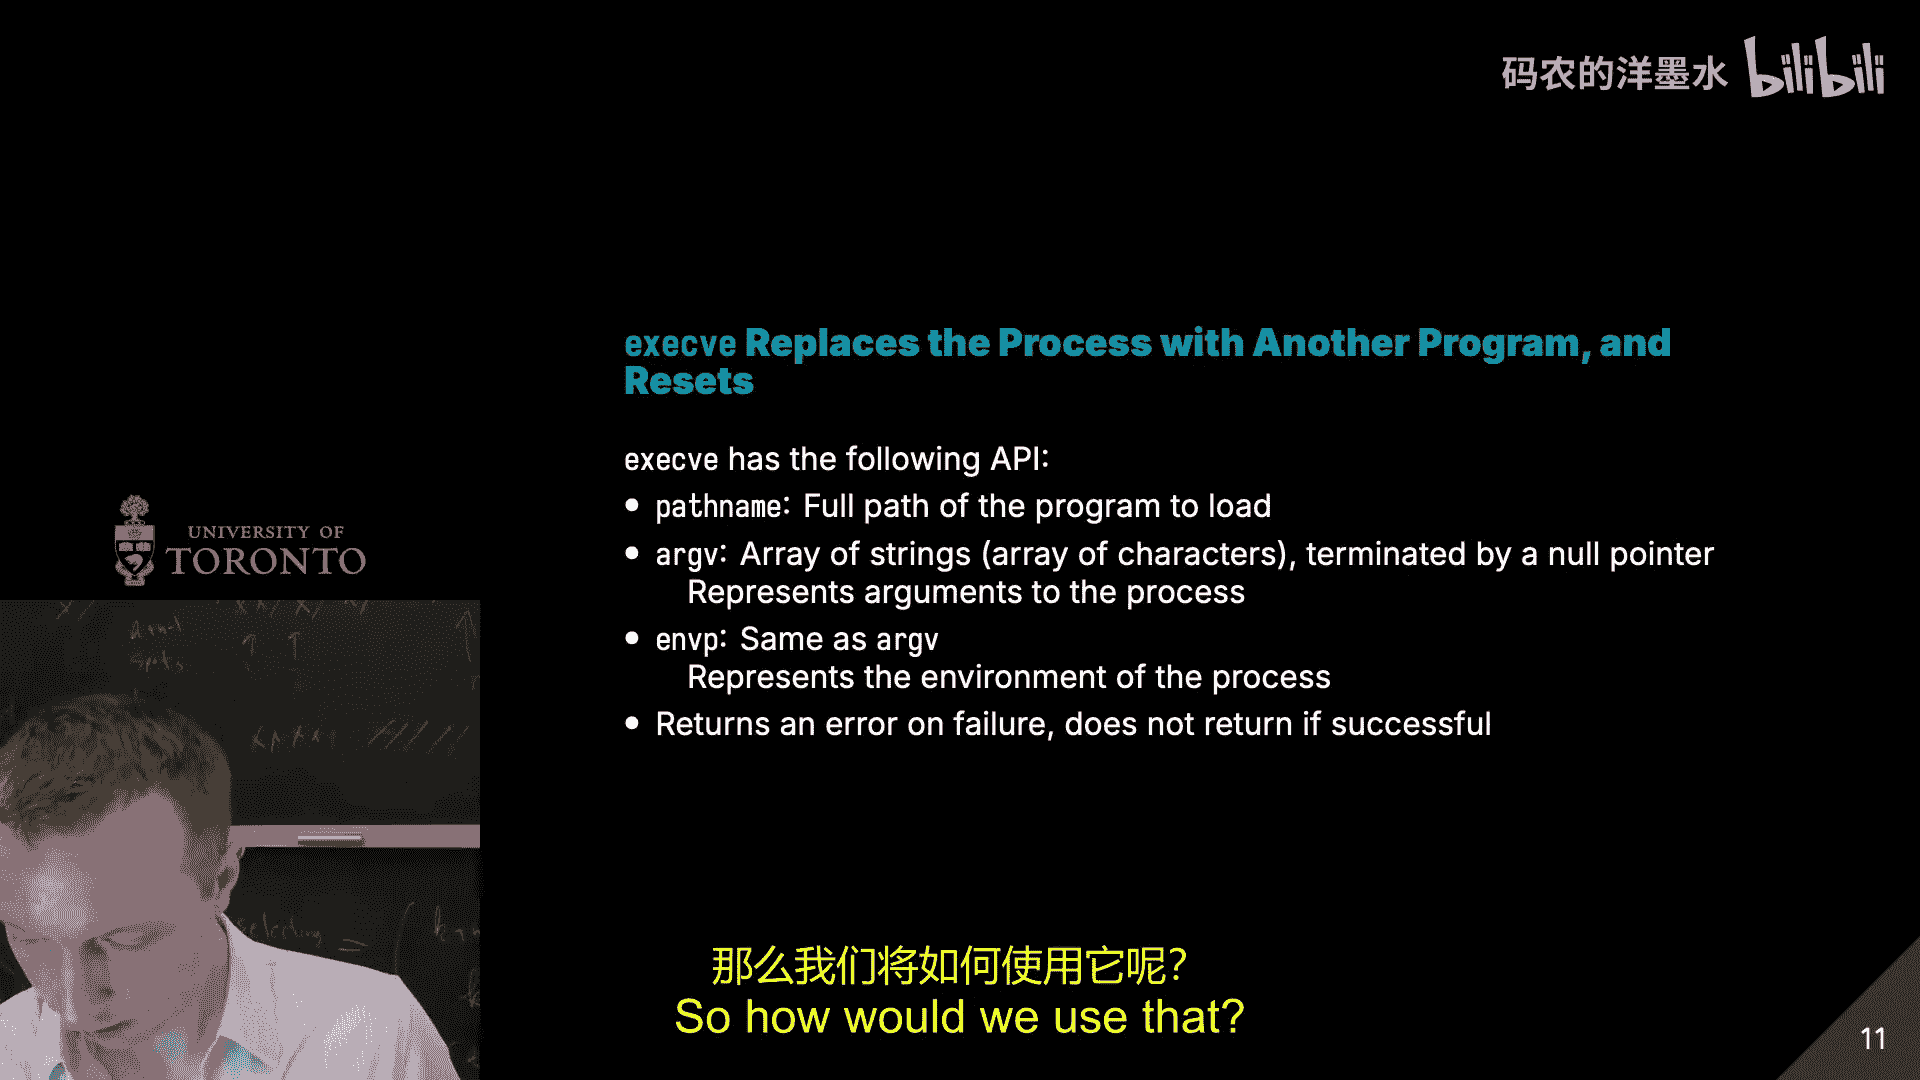 码农的洋墨水 bilibili
execve Replaces the Process with Another Program, and
Resets
execve has the following API:
• pathname: Full path of the program to load
• argv: Array of strings (array of characters), terminated by a null pointer
Represents arguments to the process
• envp: Same as argv
Represents the environment of the process
• Returns an error on failure, does not return if successful
UNIVERSITY OF
TORONTO
selecting =
那么我们将如何使用它呢？
So how would we use that?
11